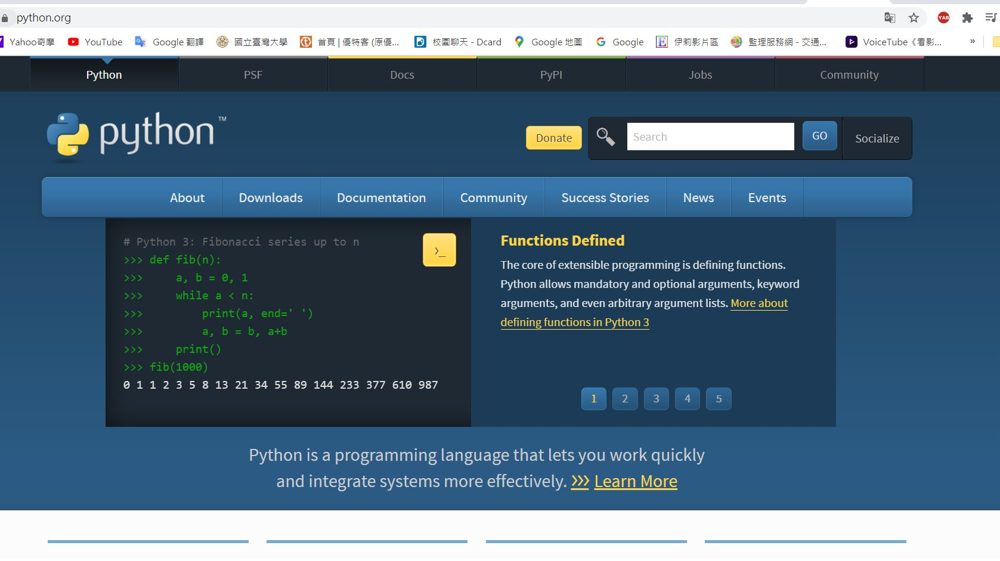 python.org
Yahoo奇摩 YouTube Google 翻譯 國立臺灣大學 首頁 | 優特客 (原優... 校園聊天 - Dcard Google 地圖 Google 伊莉影片區 監理服務網 - 交通... VoiceTube《看影... »
Python PSF Docs PyPI Jobs Community
python™
Donate Search GO Socialize
About Downloads Documentation Community Success Stories News Events
# Python 3: Fibonacci series up to n
>>> def fib(n):
>>>     a, b = 0, 1
>>>     while a < n:
>>>         print(a, end=' ')
>>>         a, b = b, a+b
>>>     print()
>>> fib(1000)
0 1 1 2 3 5 8 13 21 34 55 89 144 233 377 610 987
>_
Functions Defined
The core of extensible programming is defining functions.
Python allows mandatory and optional arguments, keyword
arguments, and even arbitrary argument lists. More about
defining functions in Python 3
1 2 3 4 5
Python is a programming language that lets you work quickly
and integrate systems more effectively. >>> Learn More
YAB